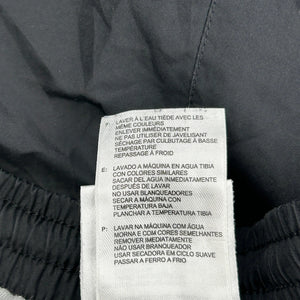 F: LAVER À L'EAU TIÈDE AVEC LES
MÊME COULEURS
ENLEVER IMMÉDIATEMENT
NE PAS UTILISER DE JAVELISANT
SÉCHAGE PAR CULBUTAGE À BASSE
TEMPÉRATURE
REPASSAGE À FROID
E: LAVADO A MÁQUINA EN AGUA TIBIA
CON COLORES SIMILARES
SACAR DEL AGUA INMEDIATAMENTE
DESPUÉS DE LAVAR
NO USAR BLANQUEADORES
SECAR A MÁQUINA CON
TEMPERATURA BAJA
PLANCHAR A TEMPERATURA TIBIA
P: LAVAR NA MÁQUINA COM ÁGUA
MORNA E COM CORES SEMELHANTES
REMOVER IMEDIATAMENTE
NÃO USAR BRANQUEADOR
USAR SECADORA EM CICLO SUAVE
PASSAR A FERRO A FRIO